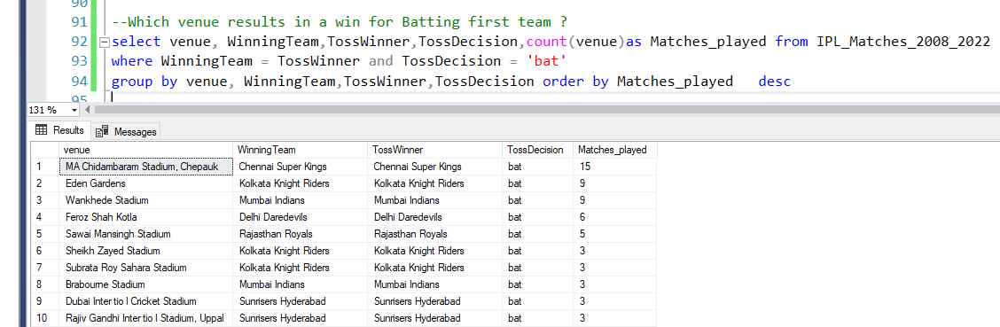 90
91 --Which venue results in a win for Batting first team ?
92 select venue, WinningTeam,TossWinner,TossDecision,count(venue)as Matches_played from IPL_Matches_2008_2022
93 where WinningTeam = TossWinner and TossDecision = 'bat'
94 group by venue, WinningTeam,TossWinner,TossDecision order by Matches_played desc
95
131 %
Results Messages
venue WinningTeam TossWinner TossDecision Matches_played
1 MA Chidambaram Stadium, Chepauk Chennai Super Kings Chennai Super Kings bat 15
2 Eden Gardens Kolkata Knight Riders Kolkata Knight Riders bat 9
3 Wankhede Stadium Mumbai Indians Mumbai Indians bat 9
4 Feroz Shah Kotla Delhi Daredevils Delhi Daredevils bat 6
5 Sawai Mansingh Stadium Rajasthan Royals Rajasthan Royals bat 5
6 Sheikh Zayed Stadium Kolkata Knight Riders Kolkata Knight Riders bat 3
7 Subrata Roy Sahara Stadium Kolkata Knight Riders Kolkata Knight Riders bat 3
8 Brabourne Stadium Mumbai Indians Mumbai Indians bat 3
9 Dubai Inter tio l Cricket Stadium Sunrisers Hyderabad Sunrisers Hyderabad bat 3
10 Rajiv Gandhi Inter tio l Stadium, Uppal Sunrisers Hyderabad Sunrisers Hyderabad bat 3